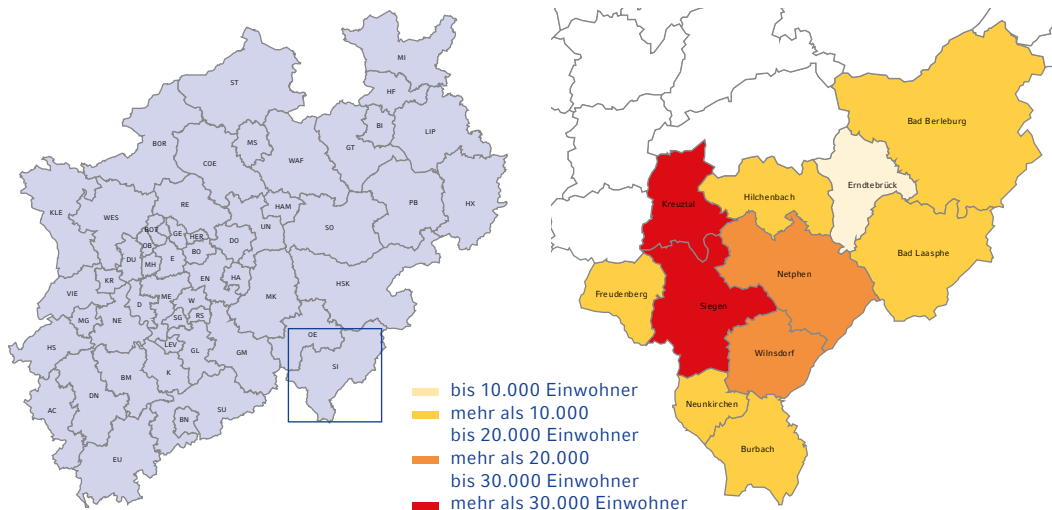 MI
ST
HF
BI
LIP
MS
BOR
GT
COE
WAF
PB
HX
RE
HAM
KLE
WES
UN
SO
BOT
GE
HER
OB
DO
BO
DU
MH
E
EN
HA
HSK
KR
VIE
ME
W
MK
D
MG
NE
SG
RS
OE
HS
LEV
GL
GM
K
SI
BM
DN
AC
SU
BN
EU
bis 10.000 Einwohner
mehr als 10.000
bis 20.000 Einwohner
mehr als 20.000
bis 30.000 Einwohner
mehr als 30.000 Einwohner
Bad Berleburg
Erndtebrück
Hilchenbach
Kreuztal
Bad Laasphe
Netphen
Freudenberg
Siegen
Wilnsdorf
Neunkirchen
Burbach